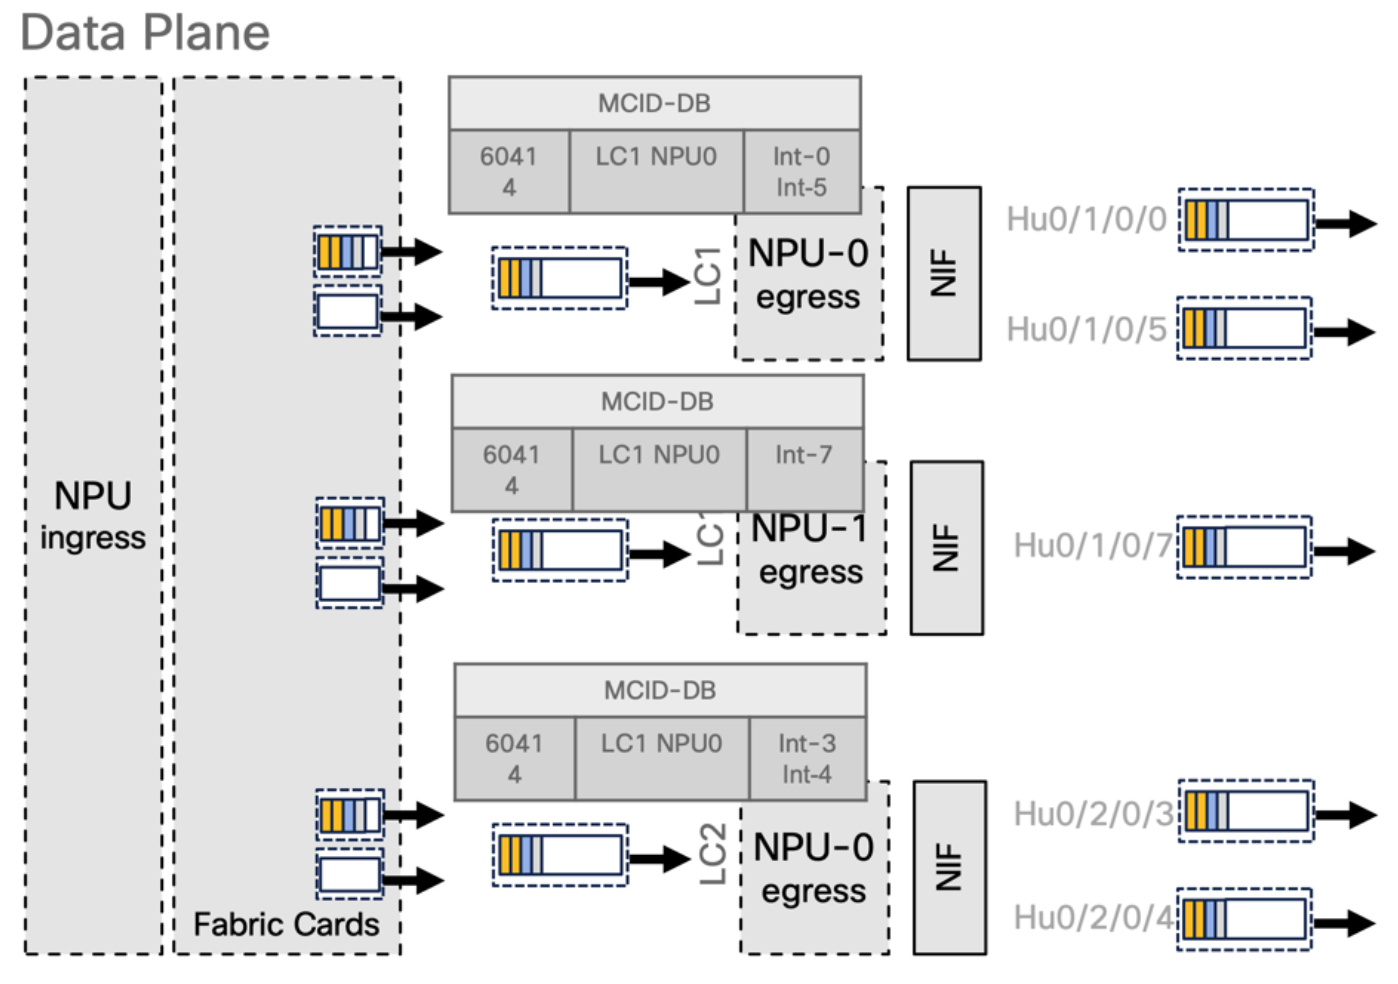 Data Plane
NPU
ingress
Fabric Cards
MCID-DB
6041
4
LC1 NPU0
Int-0
Int-5
LC1
NPU-0
egress
NIF
Hu0/1/0/0
Hu0/1/0/5
MCID-DB
6041
4
LC1 NPU0
Int-7
LC1
NPU-1
egress
NIF
Hu0/1/0/7
MCID-DB
6041
4
LC1 NPU0
Int-3
Int-4
LC2
NPU-0
egress
NIF
Hu0/2/0/3
Hu0/2/0/4